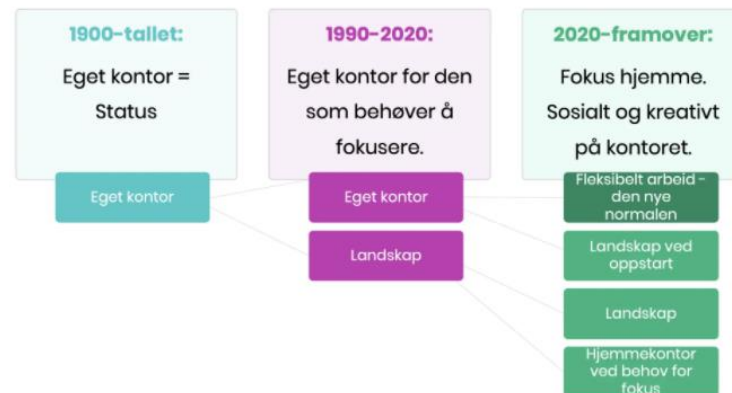 1900-tallet:
Eget kontor =
Status
1990-2020:
Eget kontor for den
som behøver å
fokusere.
2020-framover:
Fokus hjemme.
Sosialt og kreativt
på kontoret.
Eget kontor
Eget kontor
Landskap
Fleksibelt arbeid -
den nye
normalen
Landskap ved
oppstart
Landskap
Hjemmekontor
ved behov for
fokus